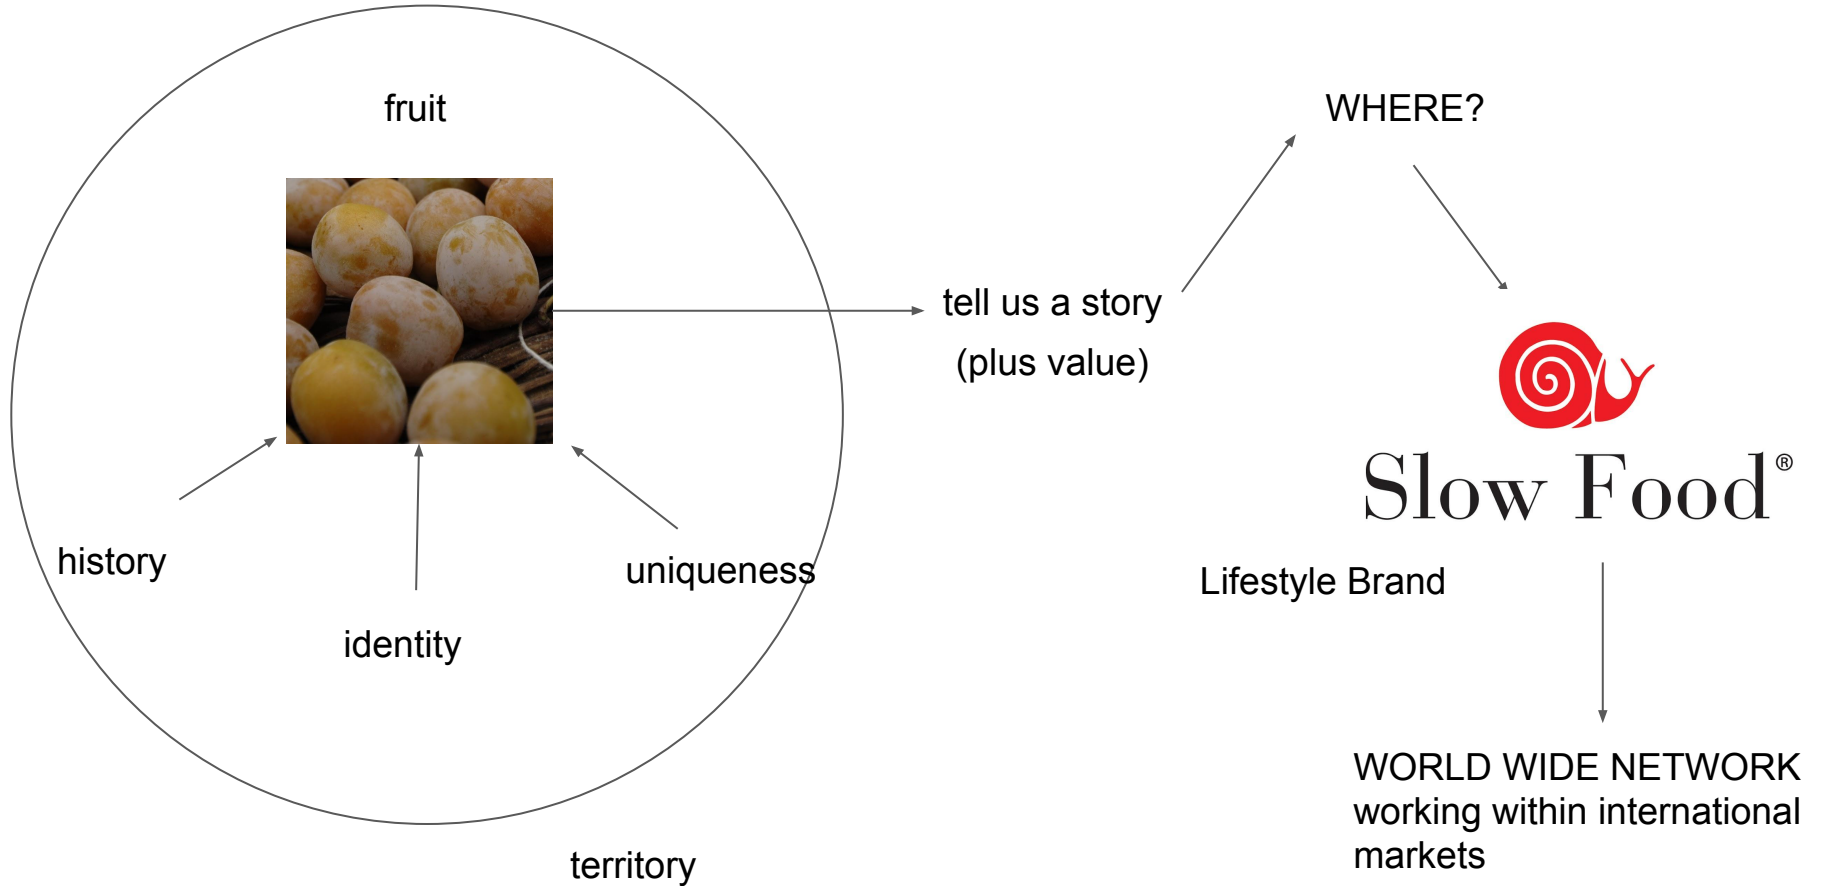 fruit
WHERE?
tell us a story
(plus value)
history
identity
uniqueness
territory
Slow Food®
Lifestyle Brand
WORLD WIDE NETWORK
working within international
markets